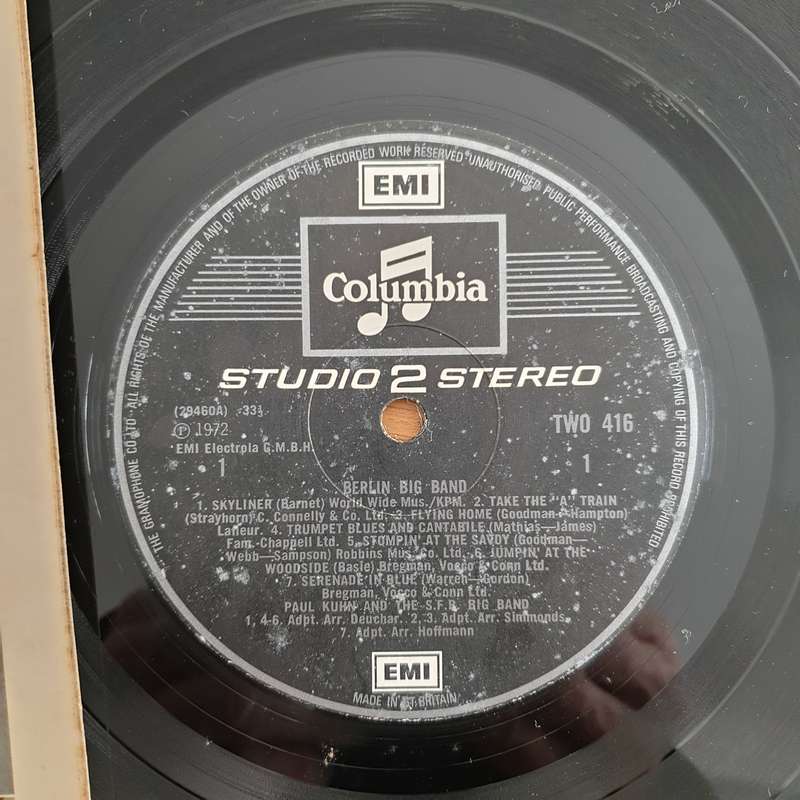 THE GRAMOPHONE CO LTD · ALL RIGHTS OF THE MANUFACTURER AND OF THE OWNER OF THE RECORDED WORK RESERVED UNAUTHORISED PUBLIC PERFORMANCE BROADCASTING AND COPYING OF THIS RECORD PROHIBITED
EMI
Columbia
STUDIO 2 STEREO
(29460A) 33⅓
Ⓟ 1972
TWO 416
EMI Electrola G.M.B.H.
1
1
BERLIN BIG BAND
1. SKYLINER (Barnet) World Wide Mus./KPM. 2. TAKE THE "A" TRAIN
(Strayhorn) C. Connelly & Co. Ltd. 3. FLYING HOME (Goodman—Hampton)
Lafleur. 4. TRUMPET BLUES AND CANTABILE (Mathias—James)
Fam. Chappell Ltd. 5. STOMPIN' AT THE SAVOY (Goodman—
Webb—Sampson) Robbins Mus. Co. Ltd. 6. JUMPIN' AT THE
WOODSIDE (Basie) Bregman, Vocco & Conn Ltd.
7. SERENADE IN BLUE (Warren—Gordon)
Bregman, Vocco & Conn Ltd.
PAUL KUHN AND THE S.F.B. BIG BAND
1, 4-6. Adpt. Arr. Deuchar. 2, 3. Adpt. Arr. Simmonds.
7. Adpt. Arr. Hoffmann
EMI
MADE IN GT BRITAIN